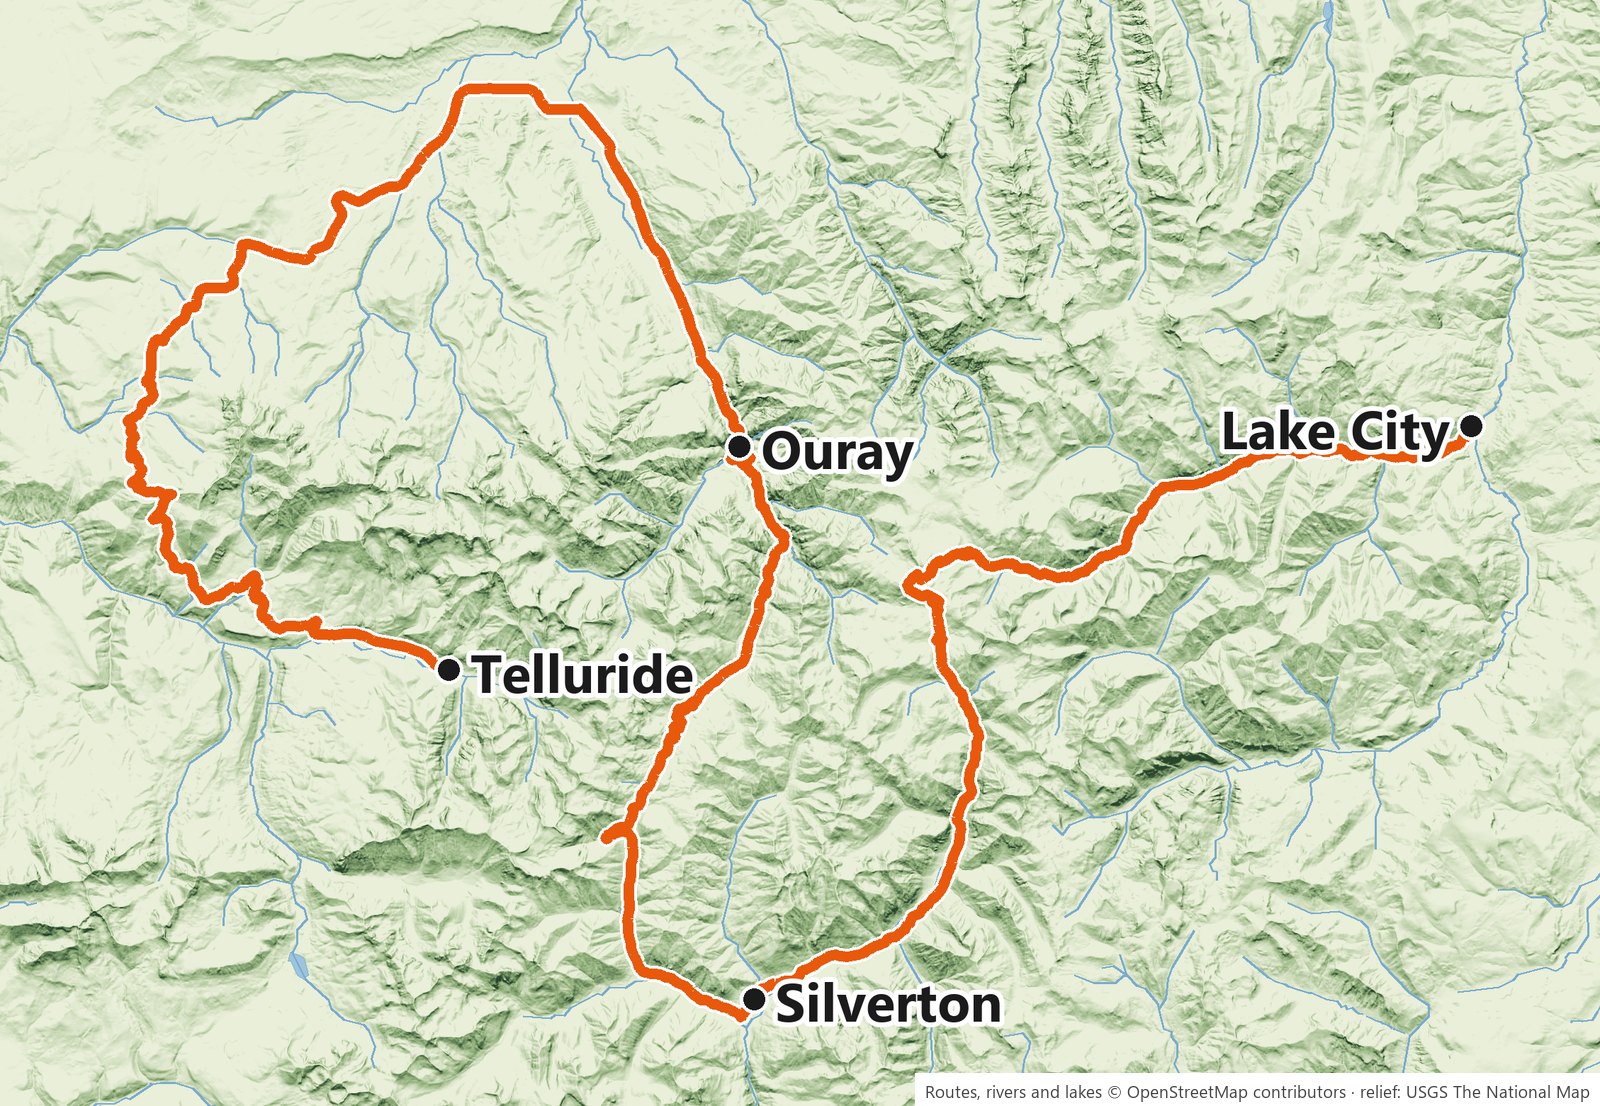 Lake City
Ouray
Telluride
Silverton
Routes, rivers and lakes © OpenStreetMap contributors · relief: USGS The National Map